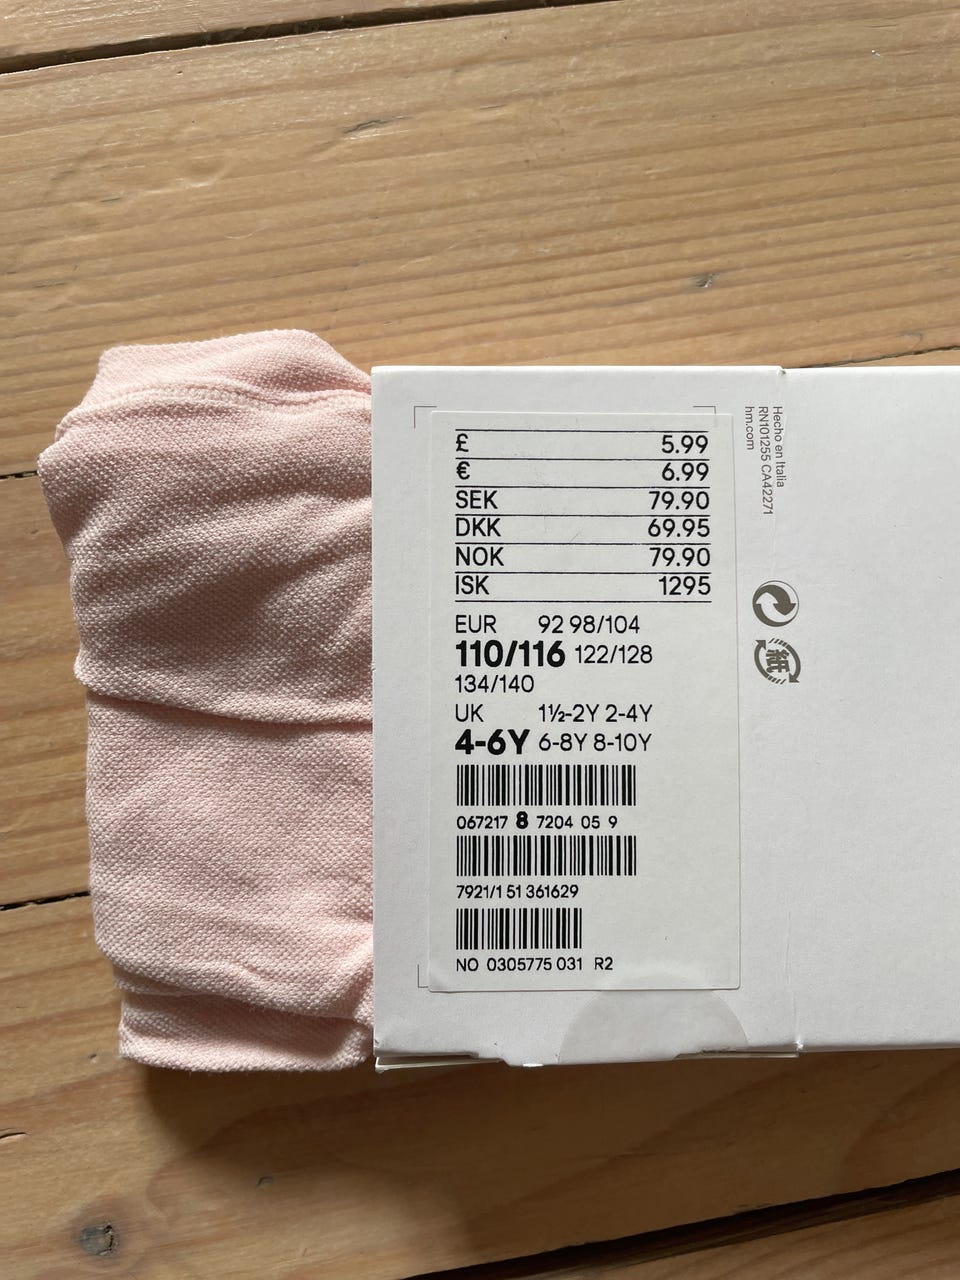 £ 5.99
€ 6.99
SEK 79.90
DKK 69.95
NOK 79.90
ISK 1295
EUR 92 98/104
110/116 122/128
134/140
UK 1½-2Y 2-4Y
4-6Y 6-8Y 8-10Y
067217 8 7204 05 9
7921/1 51 361629
NO 0305775 031 R2
Hecho en Italia
RN101255 CA42271
hm.com
紙